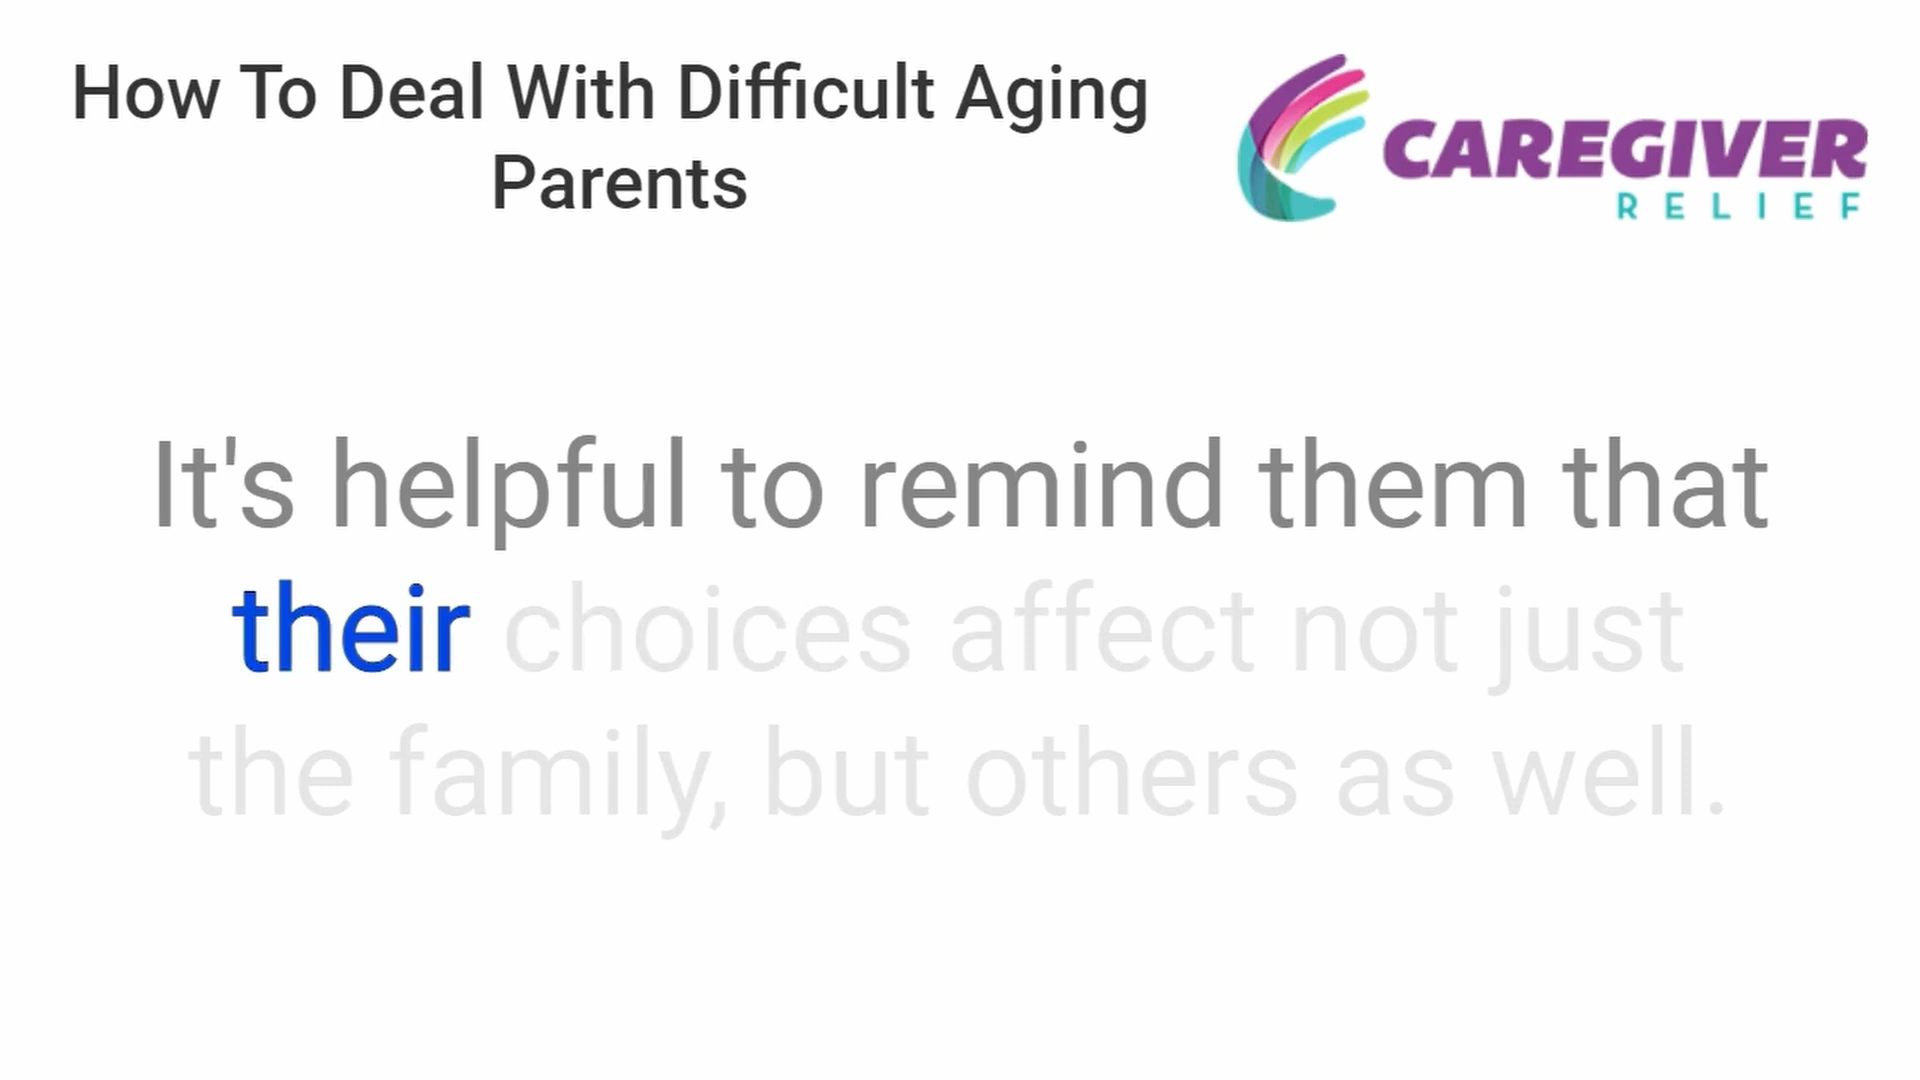 How To Deal With Difficult Aging
Parents
CAREGIVER
RELIEF
It's helpful to remind them that
their choices affect not just
the family, but others as well.